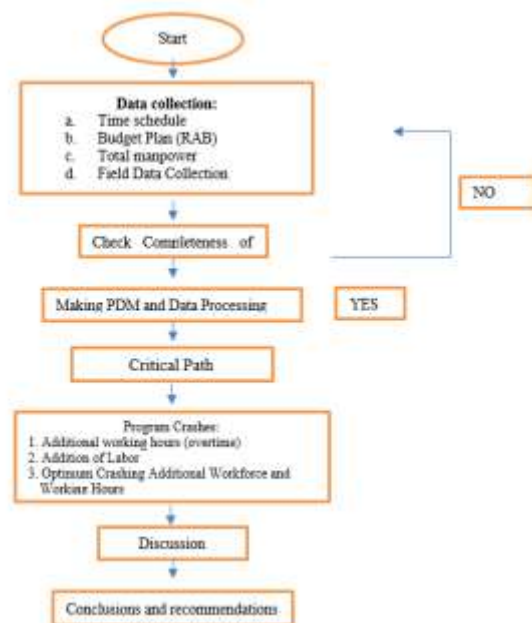 Start
Data collection:
a. Time schedule
b. Budget Plan (RAB)
c. Total manpower
d. Field Data Collection
NO
Check Completeness of
Making PDM and Data Processing
YES
Critical Path
Program Crashes:
1. Additional working hours (overtime)
2. Addition of Labor
3. Optimum Crashing Additional Workforce and
Working Hours
Discussion
Conclusions and recommendations